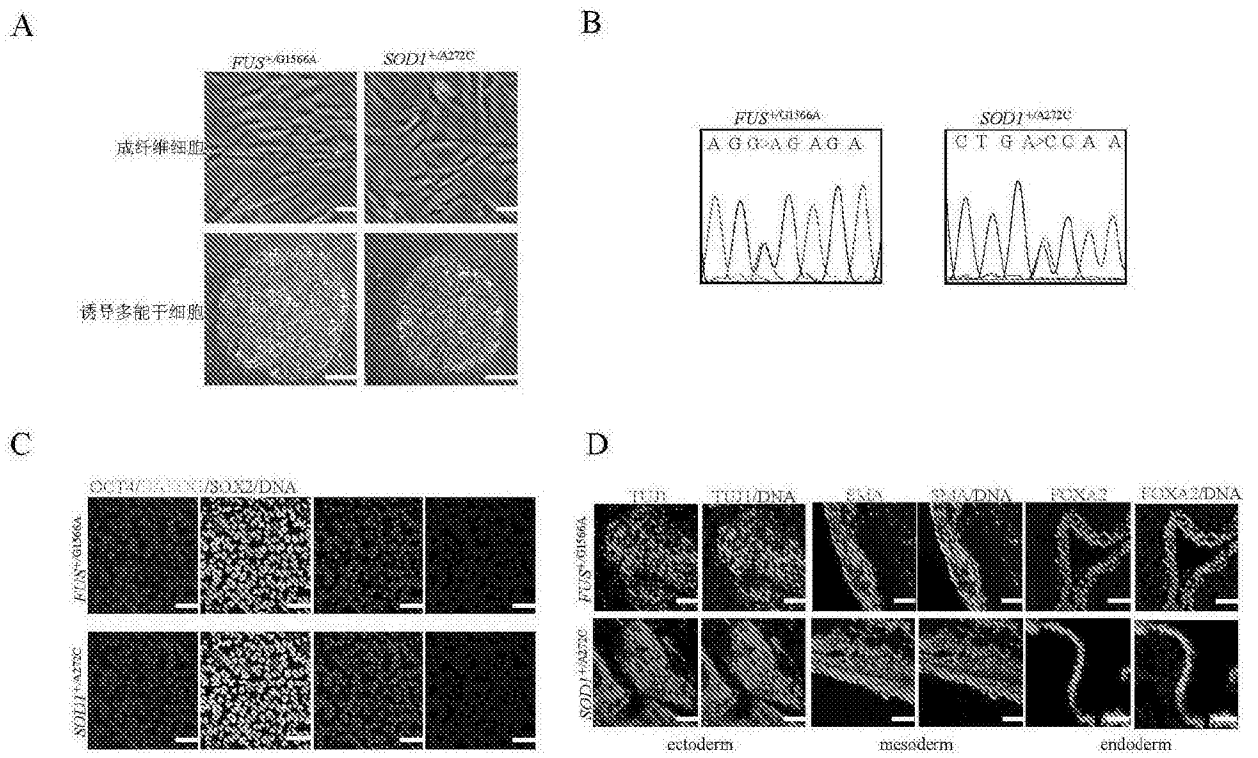 A
FUS+/G1566A
SOD1+/A272C
成纤维细胞
诱导多能干细胞
B
FUS+/G1566A
SOD1+/A272C
A G G>A G A G A
C T G A>C C A A
C
OCT4/ /SOX2/DNA
FUS+/G1566A
SOD1+/A272C
D
TUJ1
TUJ1/DNA
SMA
SMA/DNA
FOXA2
FOXA2/DNA
FUS+/G1566A
SOD1+/A272C
ectoderm
mesoderm
endoderm